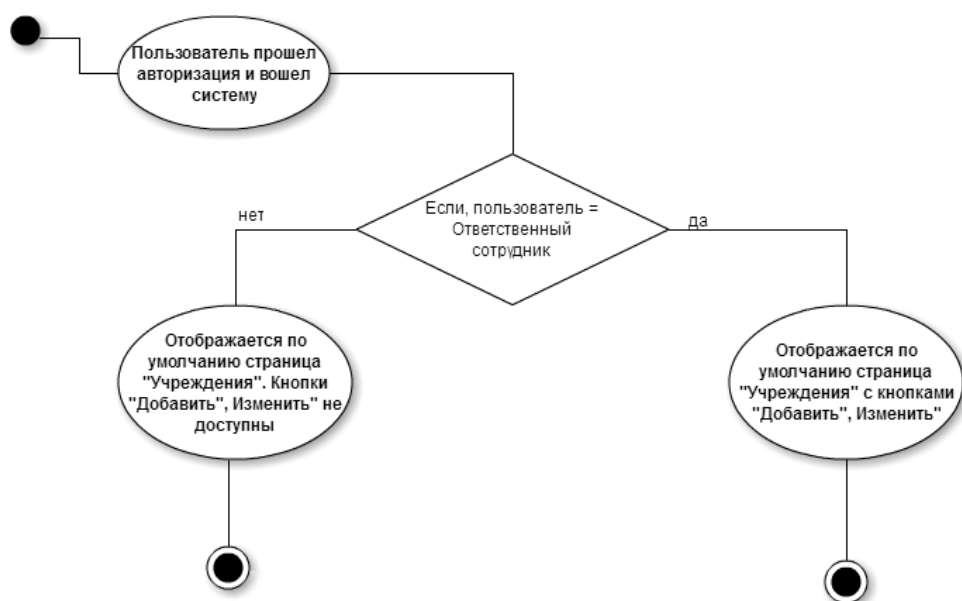 Пользователь прошел
авторизация и вошел
систему
Если, пользователь =
Ответственный
сотрудник
нет
да
Отображается по
умолчанию страница
"Учреждения". Кнопки
"Добавить", Изменить" не
доступны
Отображается по
умолчанию страница
"Учреждения" с кнопками
"Добавить", Изменить"